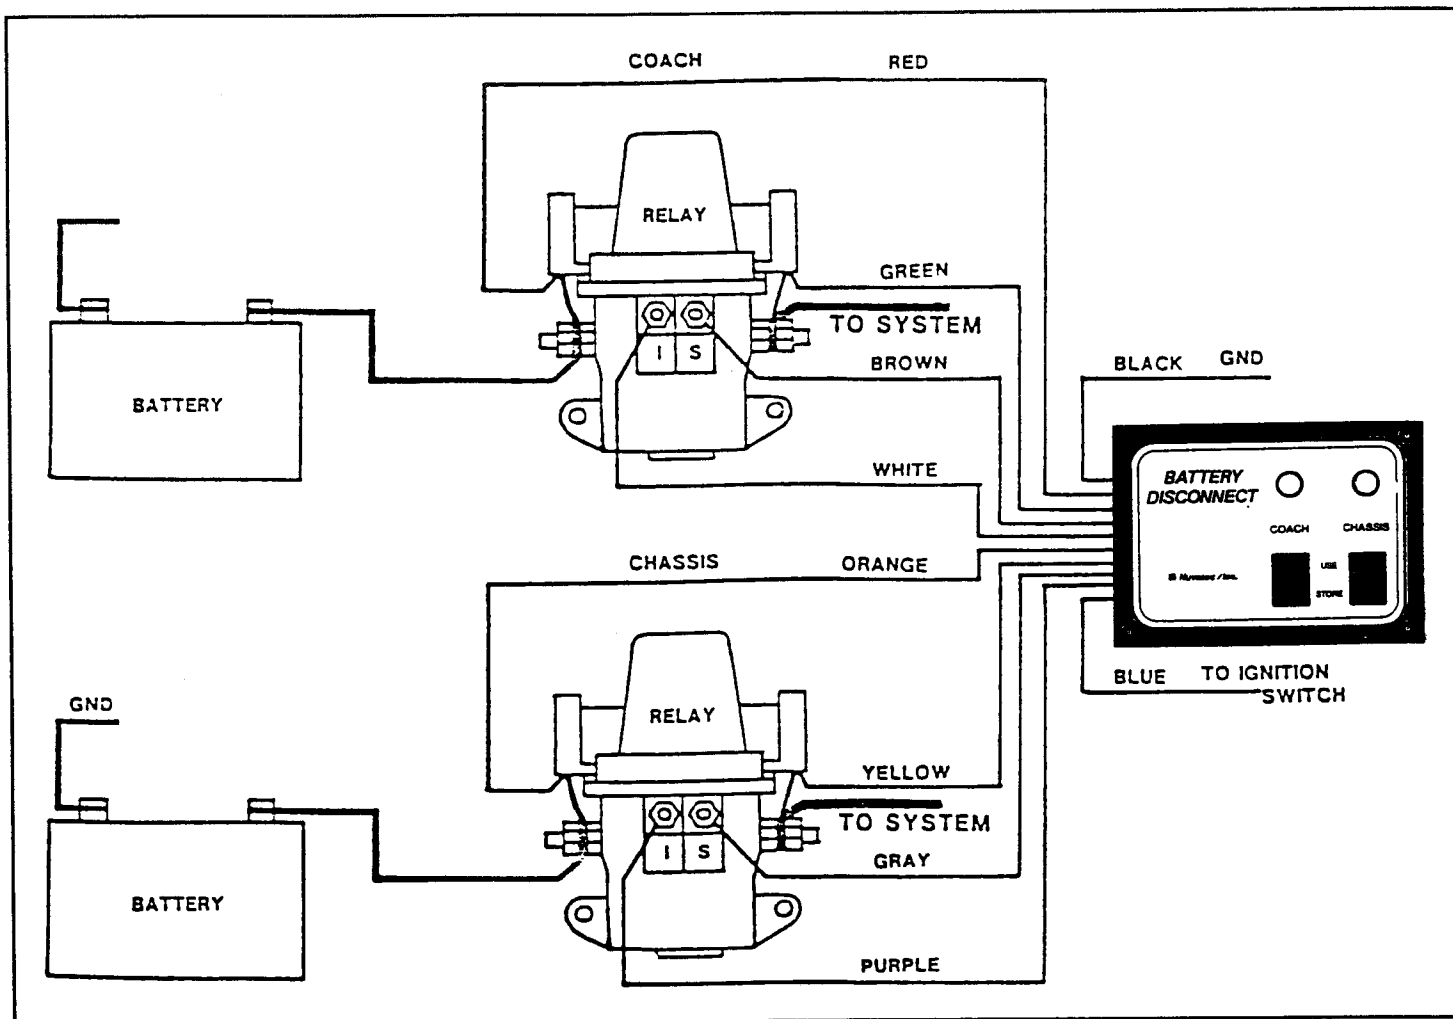 COACH RED
RELAY
GREEN
TO SYSTEM
I S
BROWN
BATTERY
BLACK GND
WHITE
BATTERY
DISCONNECT
COACH CHASSIS
USE
STORE
CHASSIS ORANGE
BLUE TO IGNITION
SWITCH
GND
RELAY
YELLOW
TO SYSTEM
I S
GRAY
BATTERY
PURPLE